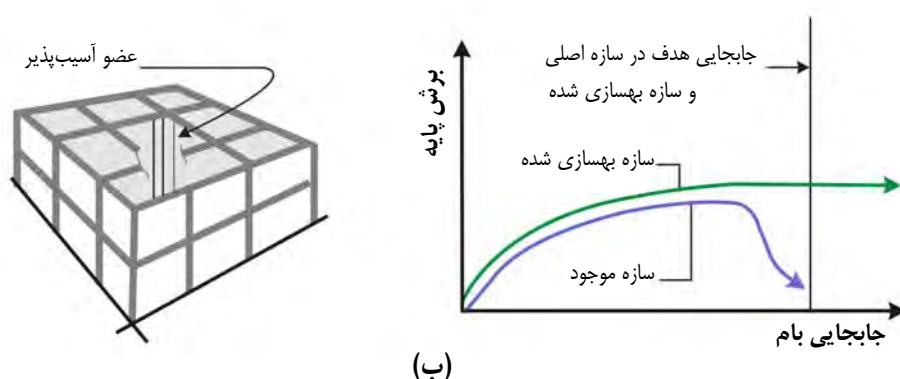 عضو آسیب‌پذیر
برش پایه
جابجایی هدف در سازه اصلی
و سازه بهسازی شده
سازه بهسازی شده
سازه موجود
جابجایی بام
(ب)